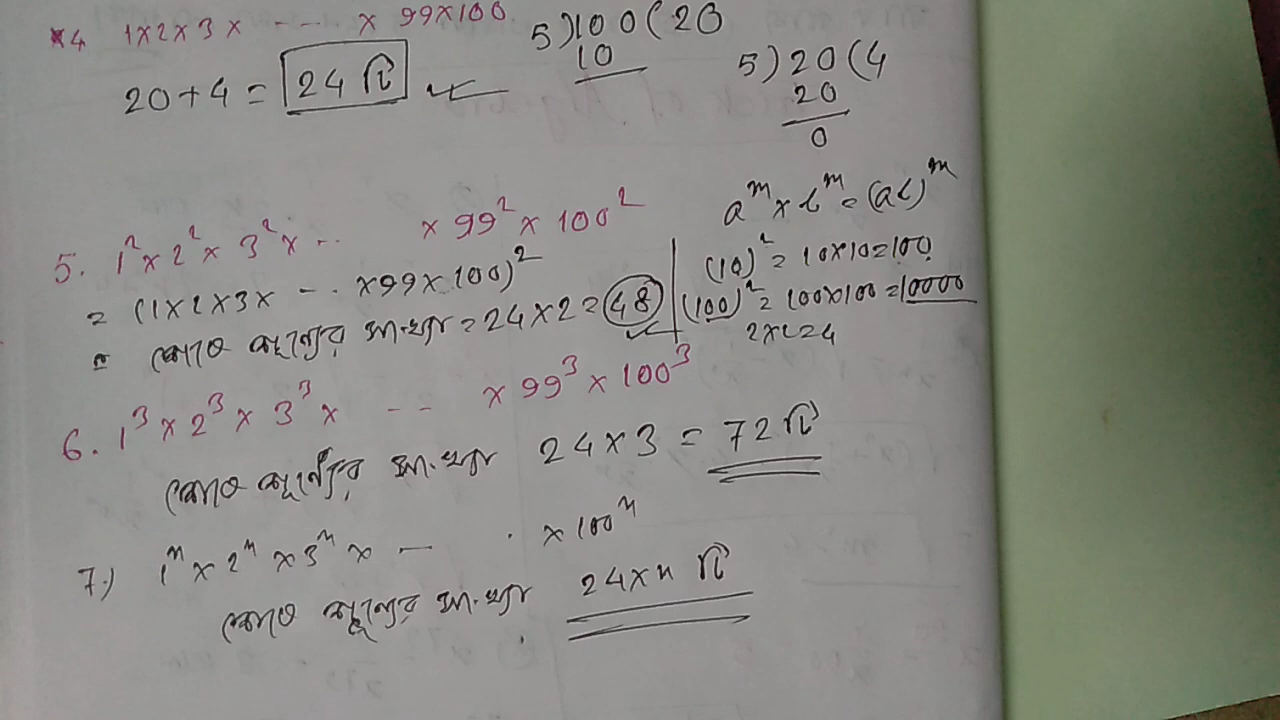 *4. 1×2×3× ---- × 99×100
20+4 = 24 টি
5)100(20
10
5)20(4
20
0
5. 1²×2²×3²×-- ×99²×100²
= (1×2×3× --- ×99×100)²
= মোট শূন্যের সংখ্যা = 24×2=48
aᵐ×bᵐ=(ab)ᵐ
(10)²=10×10=100
(100)²=100×100=10000
6. 1³×2³×3³× -- ×99³×100³
মোট শূন্যের সংখ্যা 24×3 = 72 টি
7.) 1ⁿ×2ⁿ×3ⁿ× — . ×100ⁿ
মোট শূন্যের সংখ্যা 24×n টি